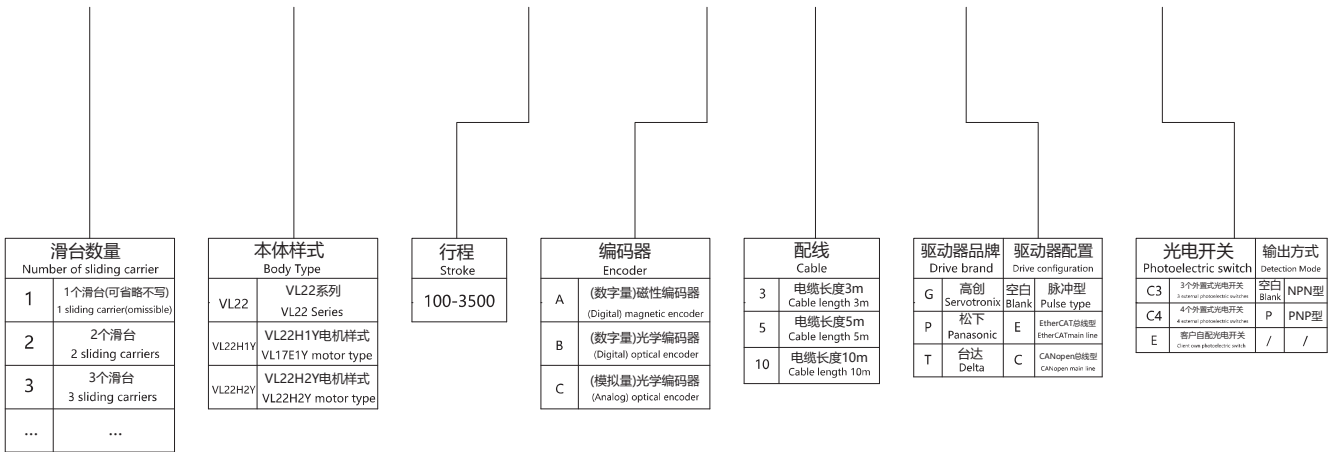 滑台数量
Number of sliding carrier
1
1个滑台(可省略不写)
1 sliding carrier(omissible)
2
2个滑台
2 sliding carriers
3
3个滑台
3 sliding carriers
...
...
本体样式
Body Type
VL22
VL22系列
VL22 Series
VL22H1Y
VL22H1Y电机样式
VL17E1Y motor type
VL22H2Y
VL22H2Y电机样式
VL22H2Y motor type
行程
Stroke
100-3500
编码器
Encoder
A
(数字量)磁性编码器
(Digital) magnetic encoder
B
(数字量)光学编码器
(Digital) optical encoder
C
(模拟量)光学编码器
(Analog) optical encoder
配线
Cable
3
电缆长度3m
Cable length 3m
5
电缆长度5m
Cable length 5m
10
电缆长度10m
Cable length 10m
驱动器品牌
Drive brand
驱动器配置
Drive configuration
G
高创
Servotronix
空白
Blank
脉冲型
Pulse type
P
松下
Panasonic
E
EtherCAT总线型
EtherCATmain line
T
台达
Delta
C
CANopen总线型
CANopen main line
光电开关
Photoelectric switch
输出方式
Detection Mode
C3
3个外置式光电开关
3 external photoelectric switches
空白
Blank
NPN型
C4
4个外置式光电开关
4 external photoelectric switches
P
PNP型
E
客户自配光电开关
Client own photoelectric switch
/
/